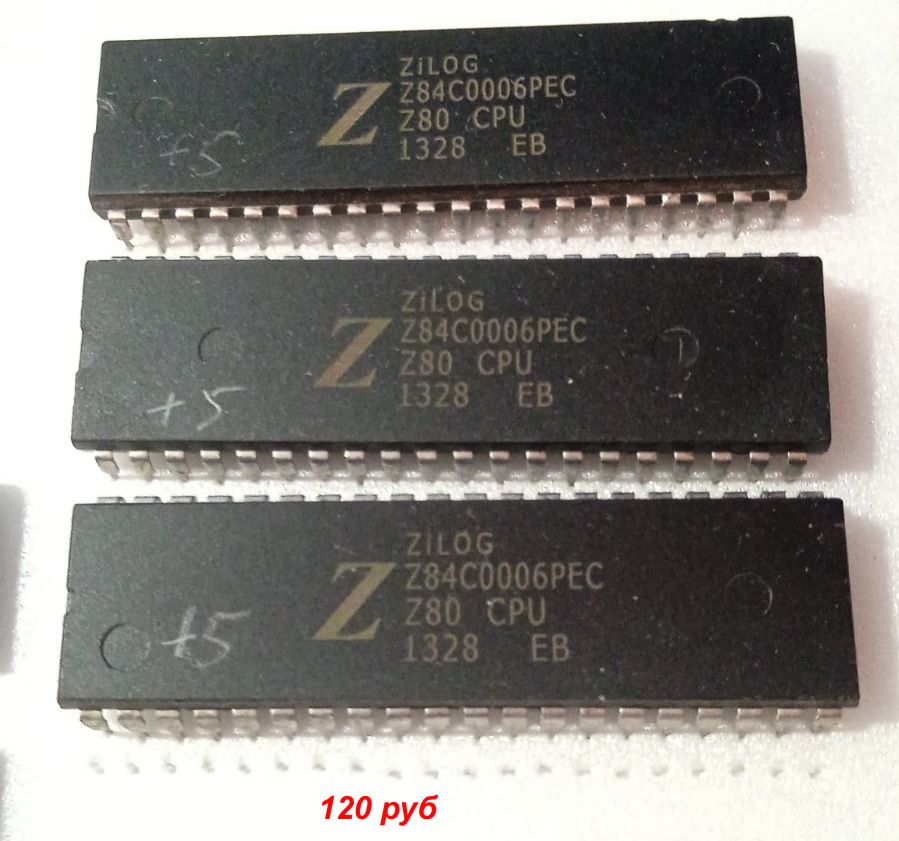 ZiLOG
Z84C0006PEC
Z80 CPU
1328 EB
+5
ZiLOG
Z84C0006PEC
Z80 CPU
1328 EB
+5
ZiLOG
Z84C0006PEC
Z80 CPU
1328 EB
+5
120 руб